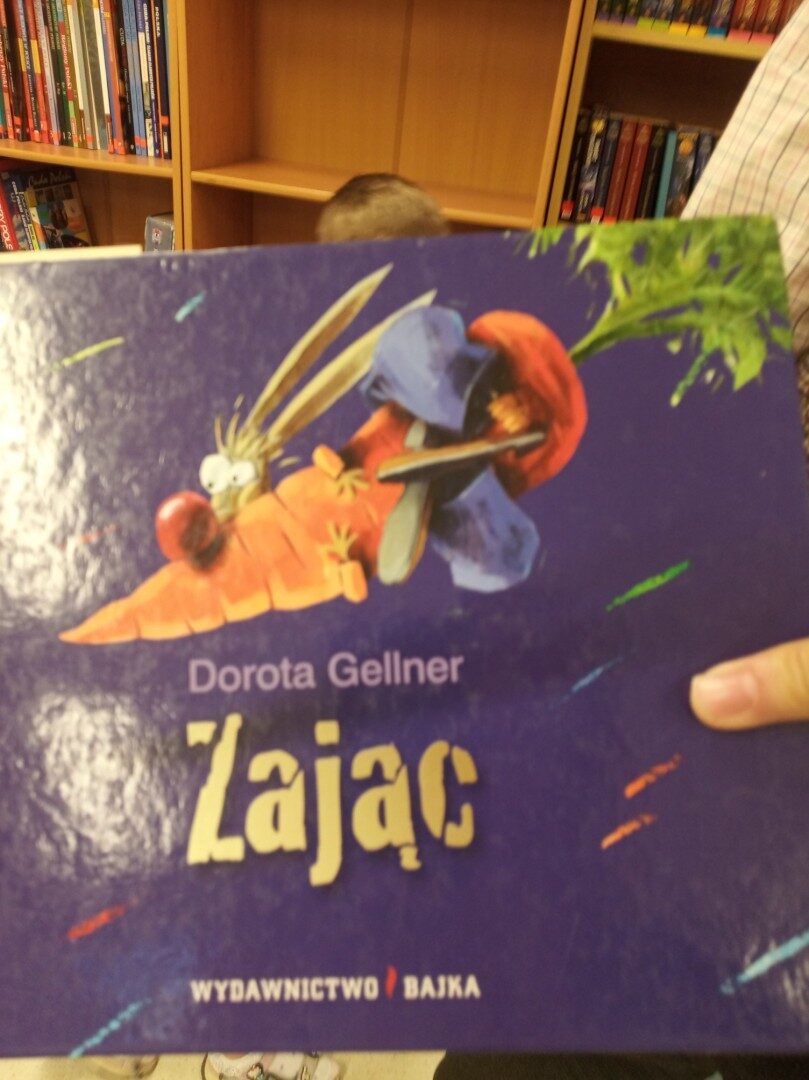 Dorota Gellner
Zając
WYDAWNICTWO BAJKA